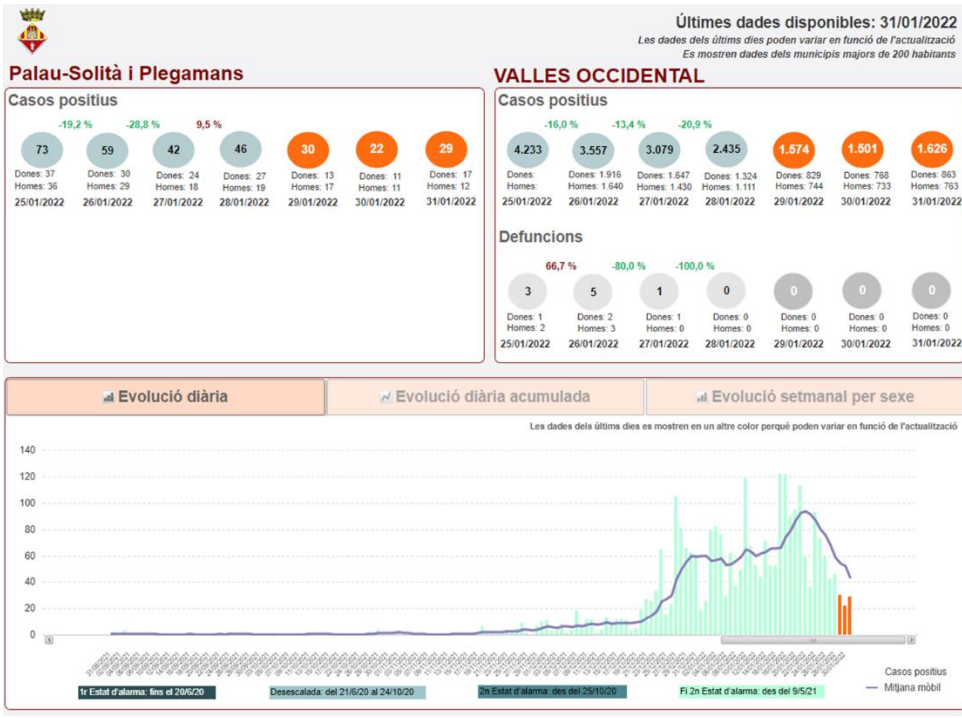 Últimes dades disponibles: 31/01/2022
Les dades dels últims dies poden variar en funció de l'actualització
Es mostren dades dels municipis majors de 200 habitants
Palau-Solità i Plegamans
Casos positius
-19,2 % -28,8 % 9,5 %
73 59 42 46 30 22 29
Dones: 37 Dones: 30 Dones: 24 Dones: 27 Dones: 13 Dones: 11 Dones: 17
Homes: 36 Homes: 29 Homes: 18 Homes: 19 Homes: 17 Homes: 11 Homes: 12
25/01/2022 26/01/2022 27/01/2022 28/01/2022 29/01/2022 30/01/2022 31/01/2022
VALLES OCCIDENTAL
Casos positius
-16,0 % -13,4 % -20,9 %
4.233 3.557 3.079 2.435 1.574 1.501 1.626
Dones: Dones: 1.916 Dones: 1.647 Dones: 1.324 Dones: 829 Dones: 768 Dones: 863
Homes: Homes: 1.640 Homes: 1.430 Homes: 1.111 Homes: 744 Homes: 733 Homes: 763
25/01/2022 26/01/2022 27/01/2022 28/01/2022 29/01/2022 30/01/2022 31/01/2022
Defuncions
66,7 % -80,0 % -100,0 %
3 5 1 0 0 0 0
Dones: 1 Dones: 2 Dones: 1 Dones: 0 Dones: 0 Dones: 0 Dones: 0
Homes: 2 Homes: 3 Homes: 0 Homes: 0 Homes: 0 Homes: 0 Homes: 0
25/01/2022 26/01/2022 27/01/2022 28/01/2022 29/01/2022 30/01/2022 31/01/2022
Evolució diària Evolució diària acumulada Evolució setmanal per sexe
Les dades dels últims dies es mostren en un altre color perquè poden variar en funció de l'actualització
140
120
100
80
60
40
20
0
Casos positius
1r Estat d'alarma: fins el 20/6/20 Desescalada: del 21/6/20 al 24/10/20 2n Estat d'alarma: des del 25/10/20 Fi 2n Estat d'alarma: des del 9/5/21
Mitjana mòbil